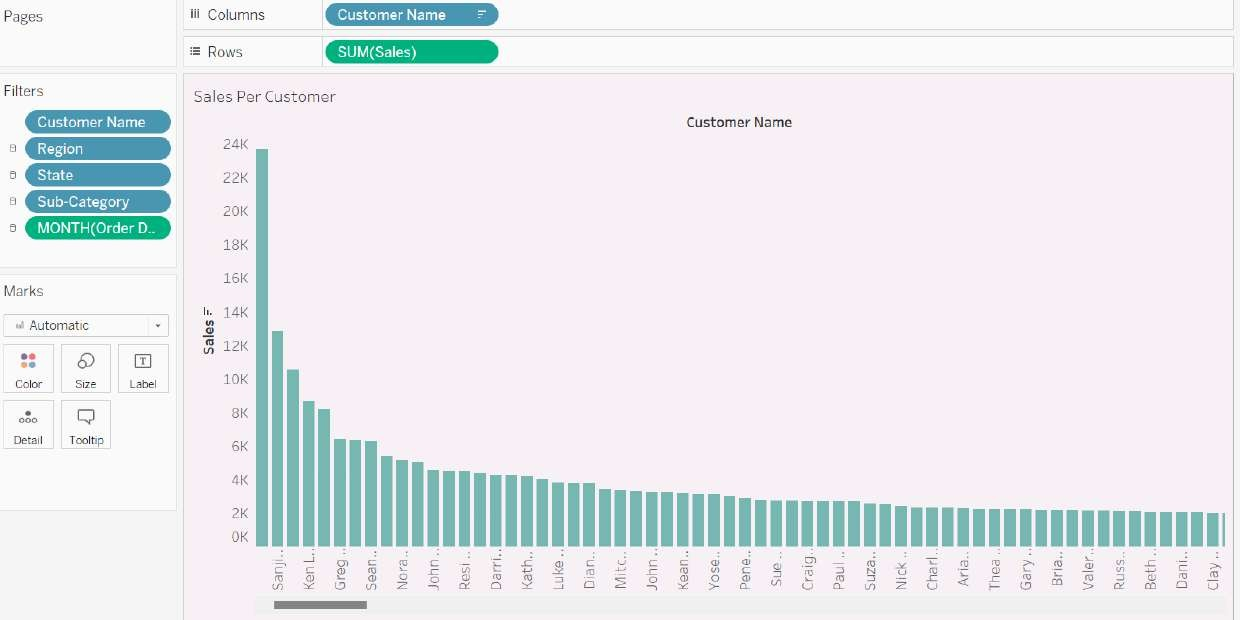 Pages
Columns
Customer Name
Rows
SUM(Sales)
Filters
Customer Name
Region
State
Sub-Category
MONTH(Order D..
Marks
Automatic
Color
Size
Label
Detail
Tooltip
Sales Per Customer
Customer Name
24K
22K
20K
18K
16K
14K
12K
10K
8K
6K
4K
2K
0K
Sales
Sanji..
Ken L..
Greg..
Sean..
Nora..
John ..
Resi ..
Darri..
Kath..
Luke ..
Dian..
Mitc..
John ..
Kean..
Yose..
Pene..
Sue ..
Craig..
Paul ..
Suza..
Nick ..
Charl..
Aria..
Thea..
Gary..
Bria..
Valer..
Russ..
Beth..
Dani..
Clay ..